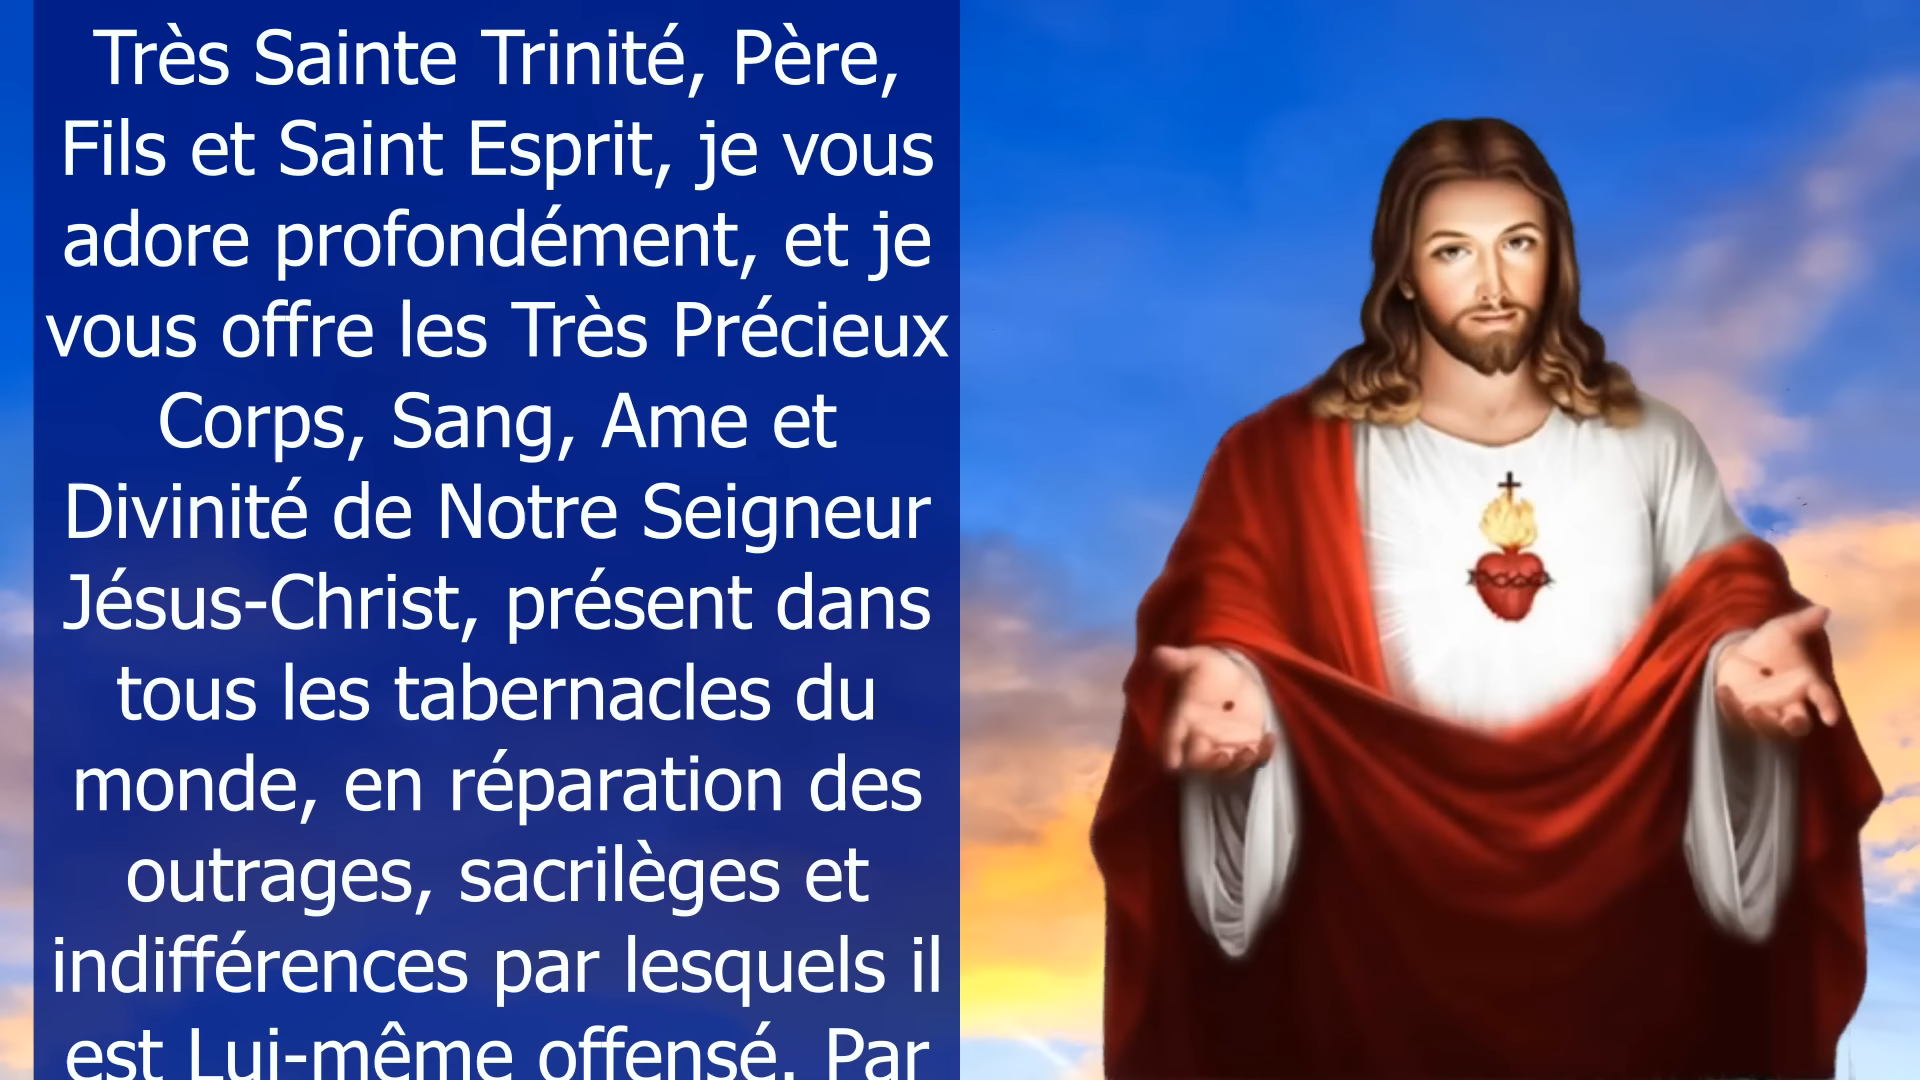 Très Sainte Trinité, Père,
Fils et Saint Esprit, je vous
adore profondément, et je
vous offre les Très Précieux
Corps, Sang, Ame et
Divinité de Notre Seigneur
Jésus-Christ, présent dans
tous les tabernacles du
monde, en réparation des
outrages, sacrilèges et
indifférences par lesquels il
est Lui-même offensé. Par